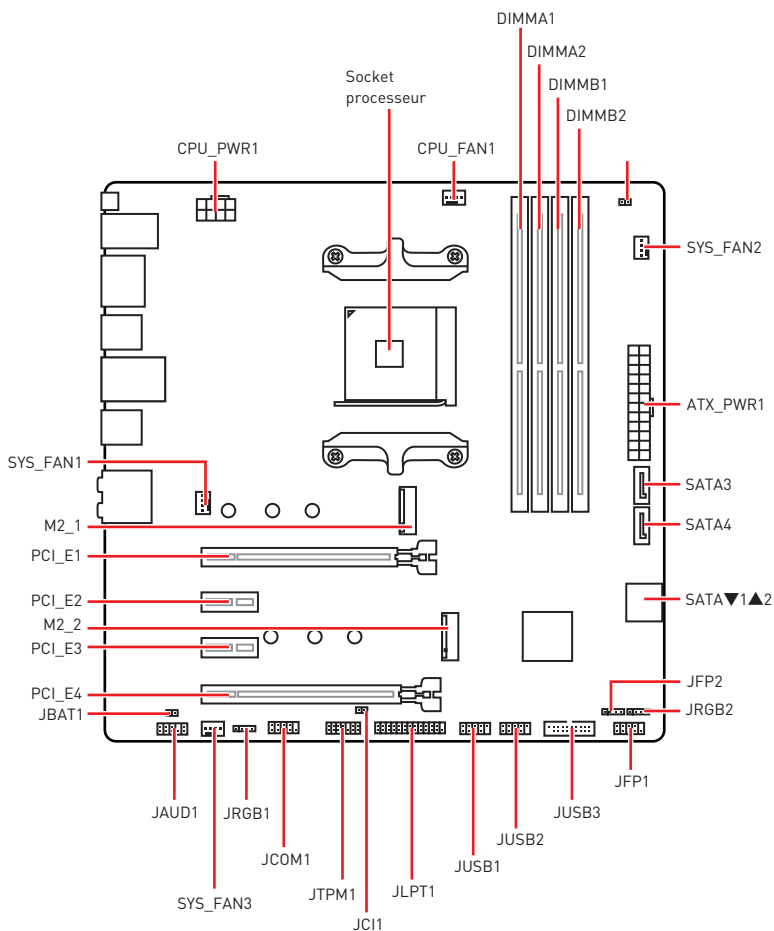 DIMMA1
DIMMA2
DIMMB1
DIMMB2
Socket
processeur
CPU_PWR1
CPU_FAN1
SYS_FAN2
ATX_PWR1
SYS_FAN1
SATA3
M2_1
SATA4
PCI_E1
PCI_E2
SATA▼1▲2
M2_2
PCI_E3
JFP2
PCI_E4
JBAT1
JRGB2
JFP1
JAUD1
JRGB1
JUSB3
JUSB2
JCOM1
JUSB1
JTPM1
JLPT1
SYS_FAN3
JCI1